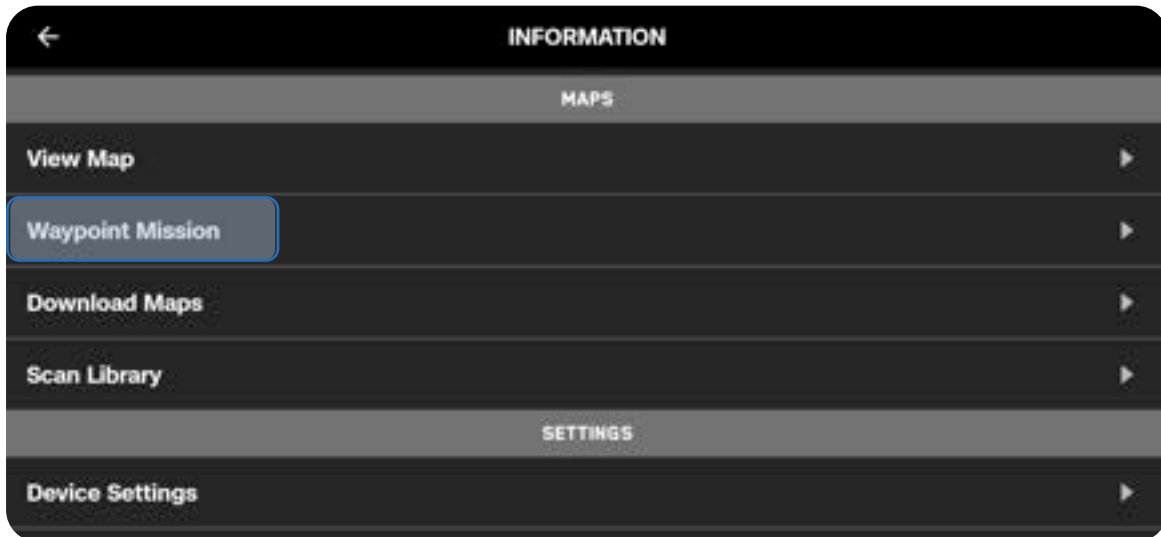 INFORMATION
MAPS
View Map
Waypoint Mission
Download Maps
Scan Library
SETTINGS
Device Settings